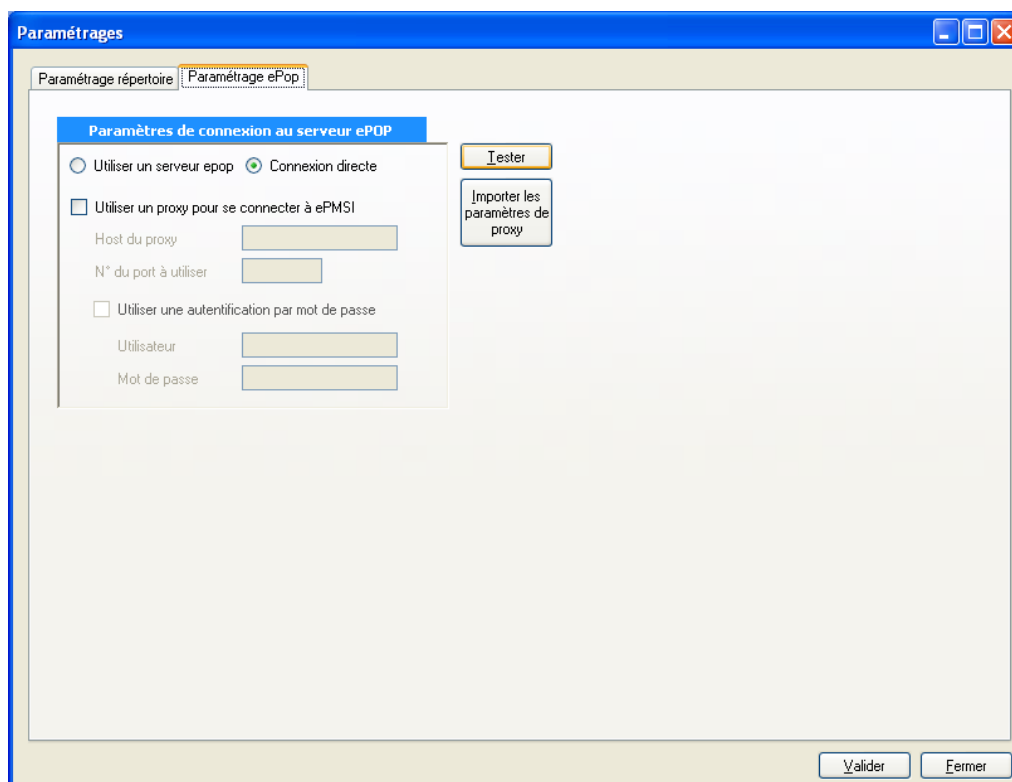 Paramétrages
Paramétrage répertoire
Paramétrage ePop
Paramètres de connexion au serveur ePOP
Utiliser un serveur epop
Connexion directe
Tester
Utiliser un proxy pour se connecter à ePMSI
Importer les
paramètres de
proxy
Host du proxy
N° du port à utiliser
Utiliser une autentification par mot de passe
Utilisateur
Mot de passe
Valider
Fermer